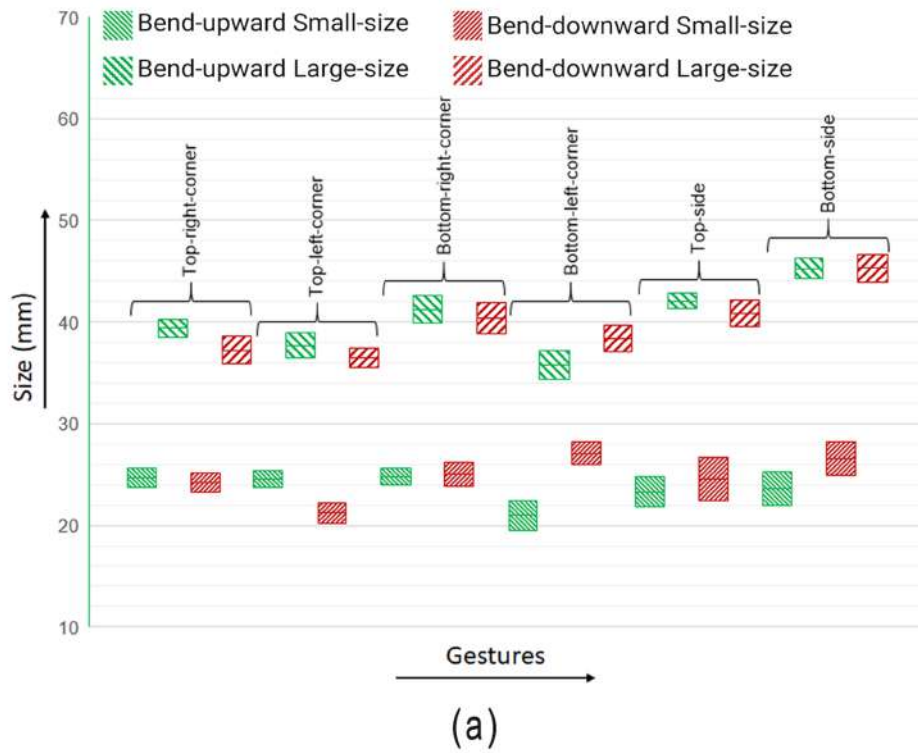 70
60
50
40
30
20
10
Size (mm)
Bend-upward Small-size
Bend-downward Small-size
Bend-upward Large-size
Bend-downward Large-size
Top-right-corner
Top-left-corner
Bottom-right-corner
Bottom-left-corner
Top-side
Bottom-side
Gestures
(a)